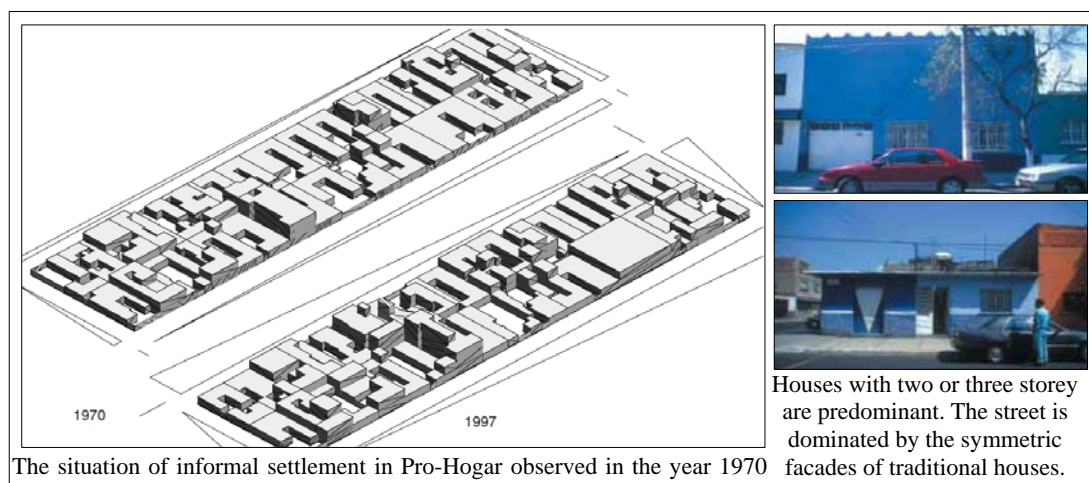 1970
1997
The situation of informal settlement in Pro-Hogar observed in the year 1970
Houses with two or three storey
are predominant. The street is
dominated by the symmetric
facades of traditional houses.